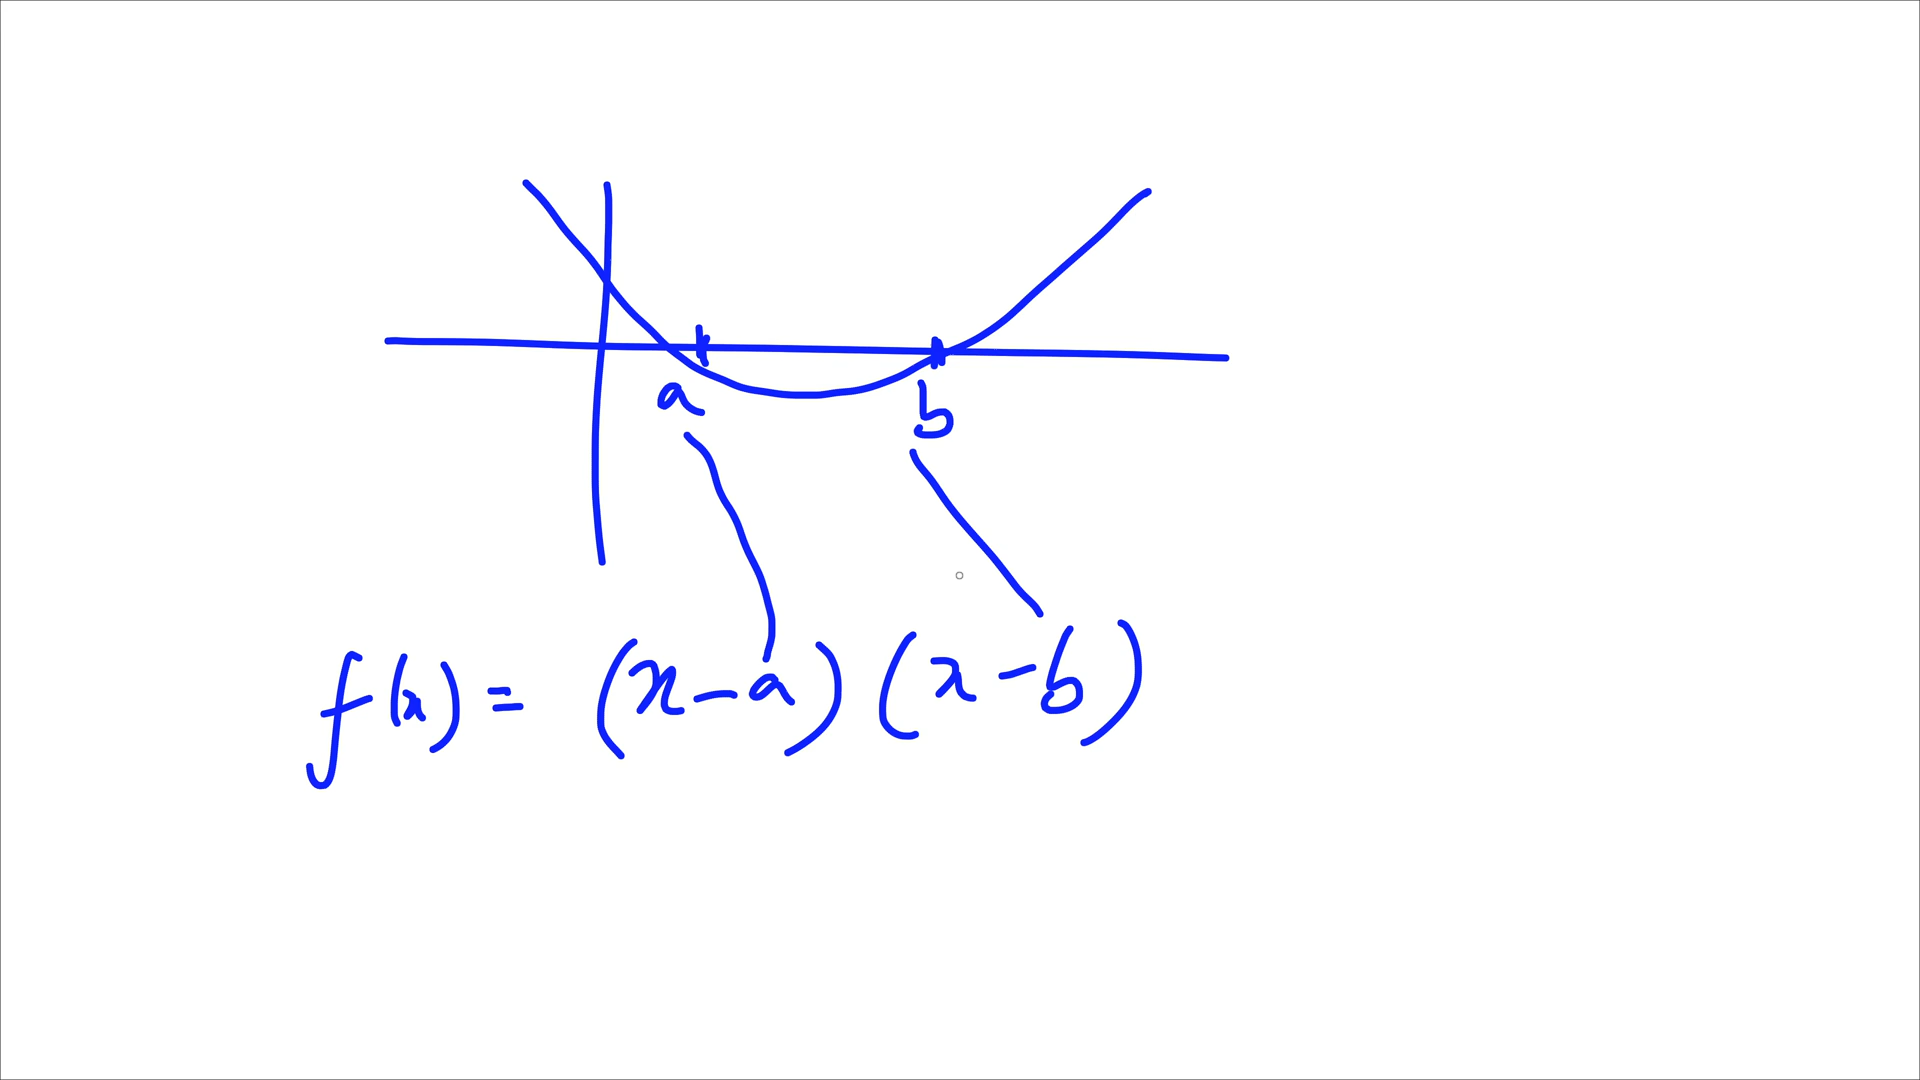 a b
f(x) = (x-a)(x-b)